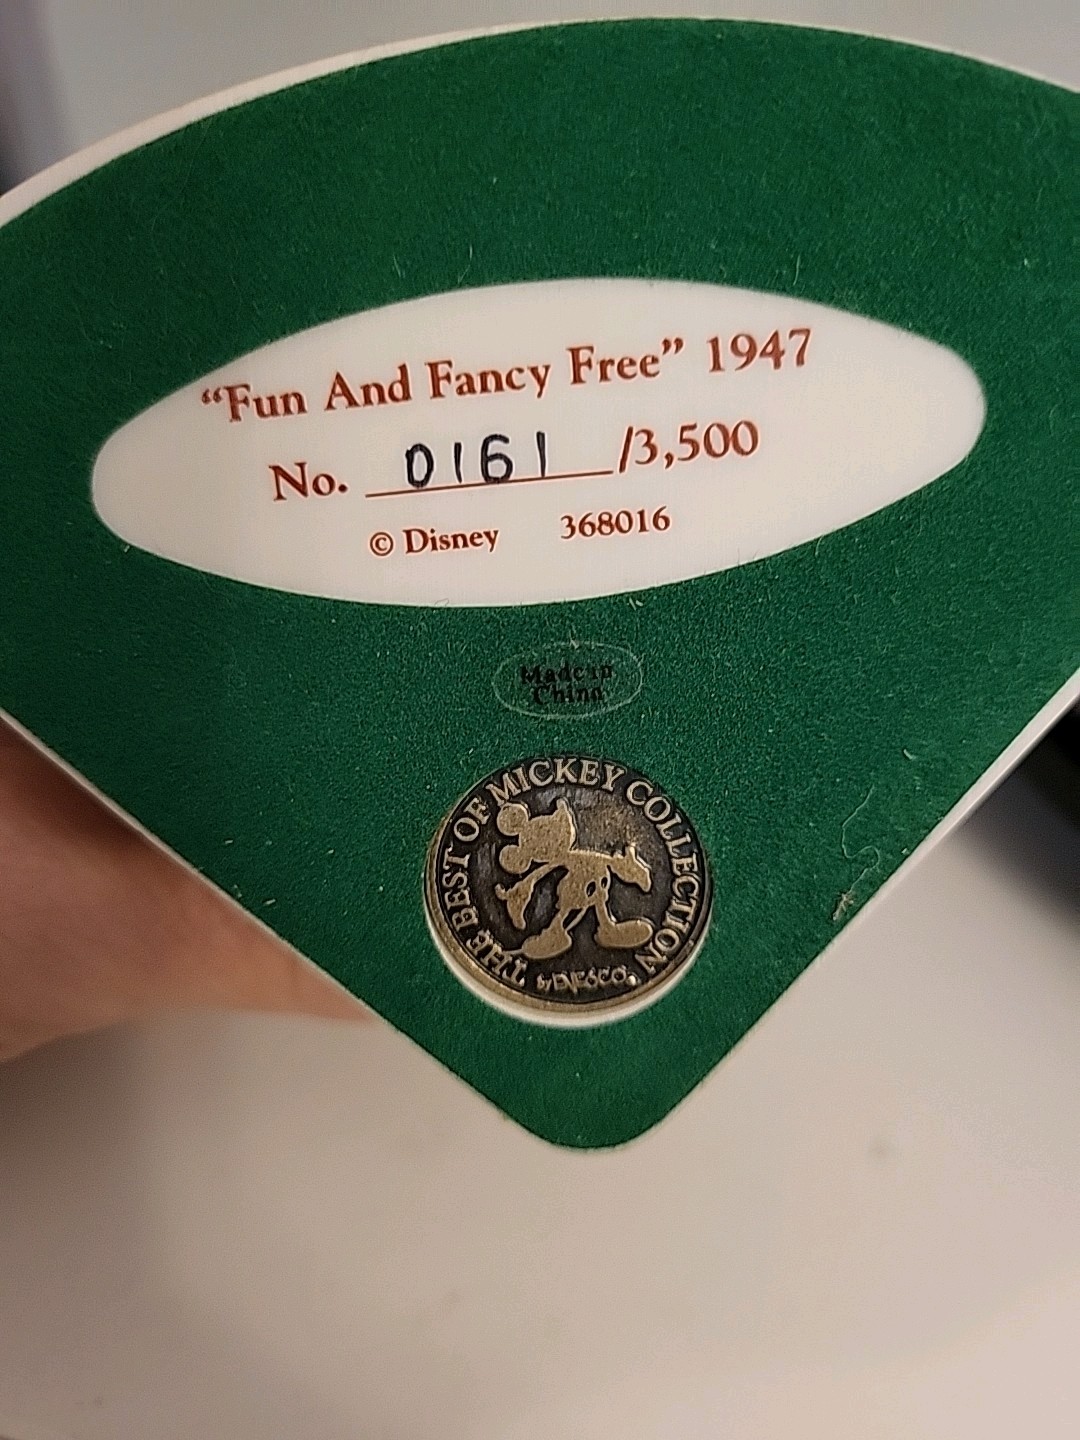 “Fun And Fancy Free” 1947
No. 0161 /3,500
© Disney 368016
Made in
China
THE BEST OF MICKEY COLLECTION
by ENESCO